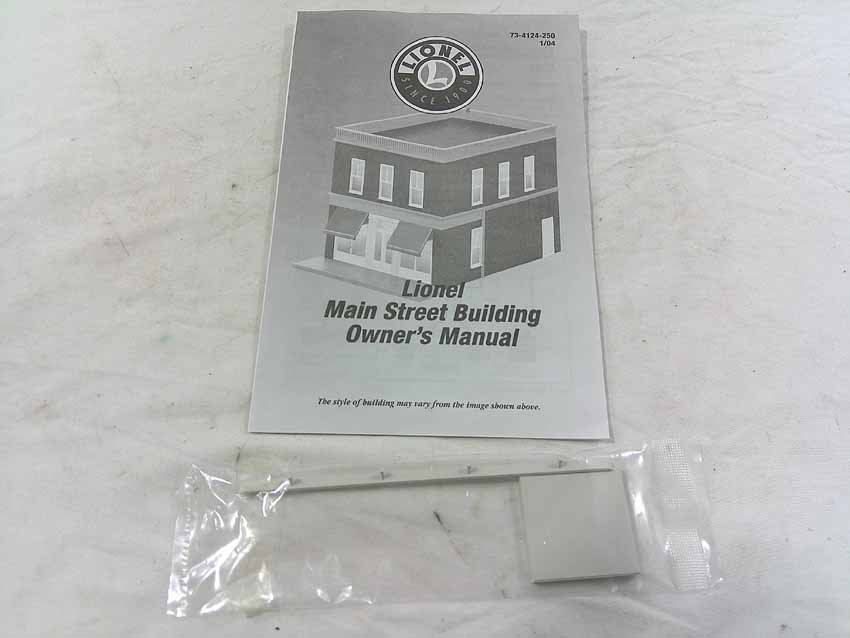 73-4124-250
1/04
LIONEL
L
SINCE 1900
Lionel
Main Street Building
Owner's Manual
The style of building may vary from the image shown above.